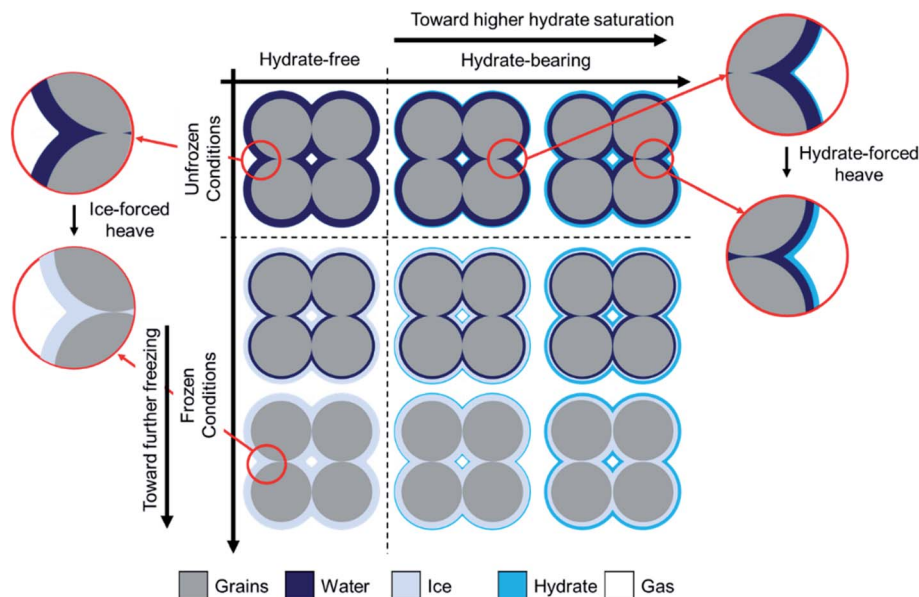 Toward higher hydrate saturation
Hydrate-free
Hydrate-bearing
Unfrozen
Conditions
Ice-forced
heave
Hydrate-forced
heave
Toward further freezing
Frozen
Conditions
Grains
Water
Ice
Hydrate
Gas